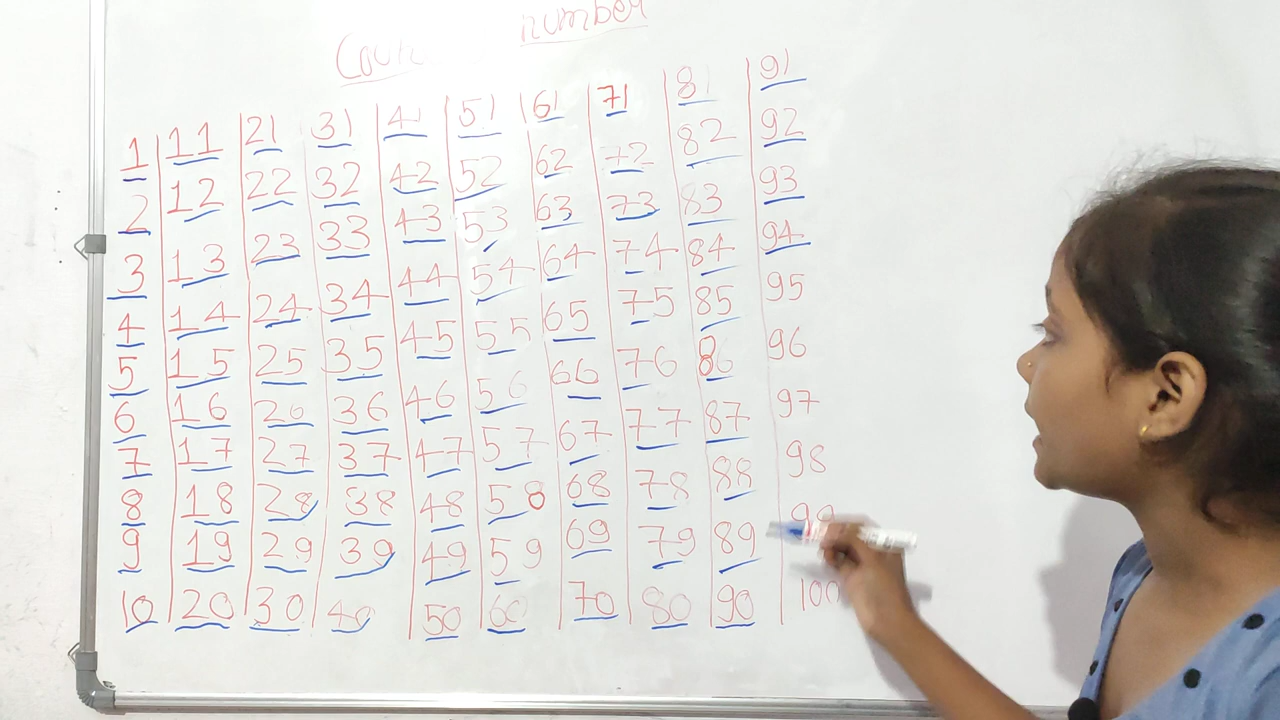 number
1 11 21 31 41 51 61 71 81 91
2 12 22 32 42 52 62 72 82 92
3 13 23 33 43 53 63 73 83 93
4 14 24 34 44 54 64 74 84 94
5 15 25 35 45 55 65 75 85 95
6 16 26 36 46 56 66 76 86 96
7 17 27 37 47 57 67 77 87 97
8 18 28 38 48 58 68 78 88 98
9 19 29 39 49 59 69 79 89 99
10 20 30 40 50 60 70 80 90 100